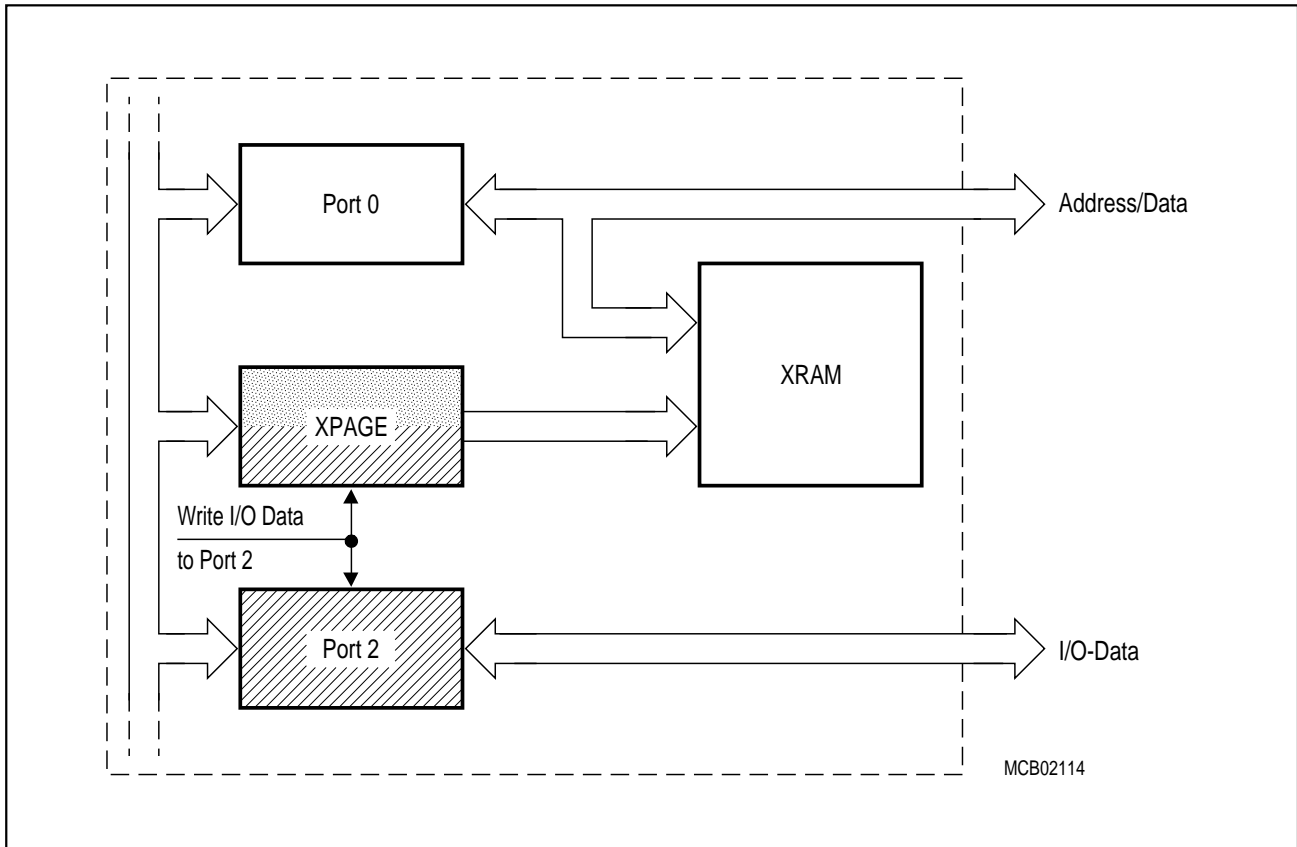 Port 0
Address/Data
XRAM
XPAGE
Write I/O Data
to Port 2
Port 2
I/O-Data
MCB02114